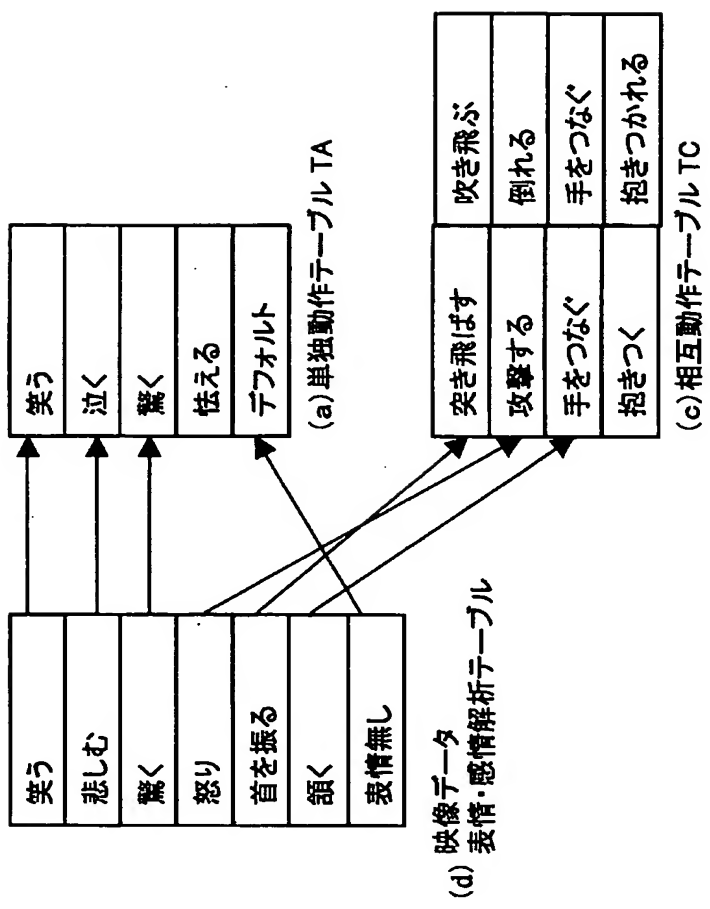 笑う
悲しむ
驚く
怒り
首を振る
頷く
表情無し
(d) 映像データ
表情・感情解析テーブル
笑う
泣く
驚く
怯える
デフォルト
(a)単独動作テーブル TA
突き飛ばす 吹き飛ぶ
攻撃する 倒れる
手をつなぐ 手をつなぐ
抱きつく 抱きつかれる
(c)相互動作テーブル TC